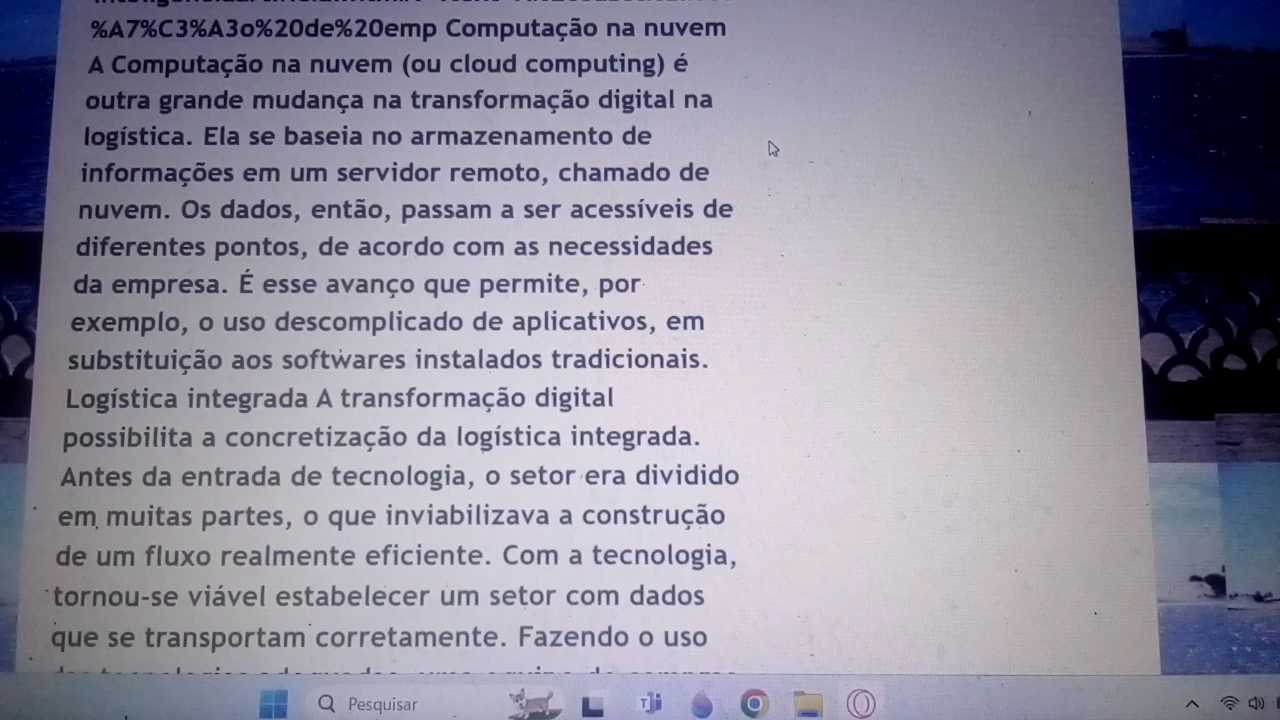 %A7%C3%A3o%20de%20emp Computação na nuvem
A Computação na nuvem (ou cloud computing) é
outra grande mudança na transformação digital na
logística. Ela se baseia no armazenamento de
informações em um servidor remoto, chamado de
nuvem. Os dados, então, passam a ser acessíveis de
diferentes pontos, de acordo com as necessidades
da empresa. É esse avanço que permite, por
exemplo, o uso descomplicado de aplicativos, em
substituição aos softwares instalados tradicionais.
Logística integrada A transformação digital
possibilita a concretização da logística integrada.
Antes da entrada de tecnologia, o setor era dividido
em muitas partes, o que inviabilizava a construção
de um fluxo realmente eficiente. Com a tecnologia,
tornou-se viável estabelecer um setor com dados
que se transportam corretamente. Fazendo o uso
Pesquisar